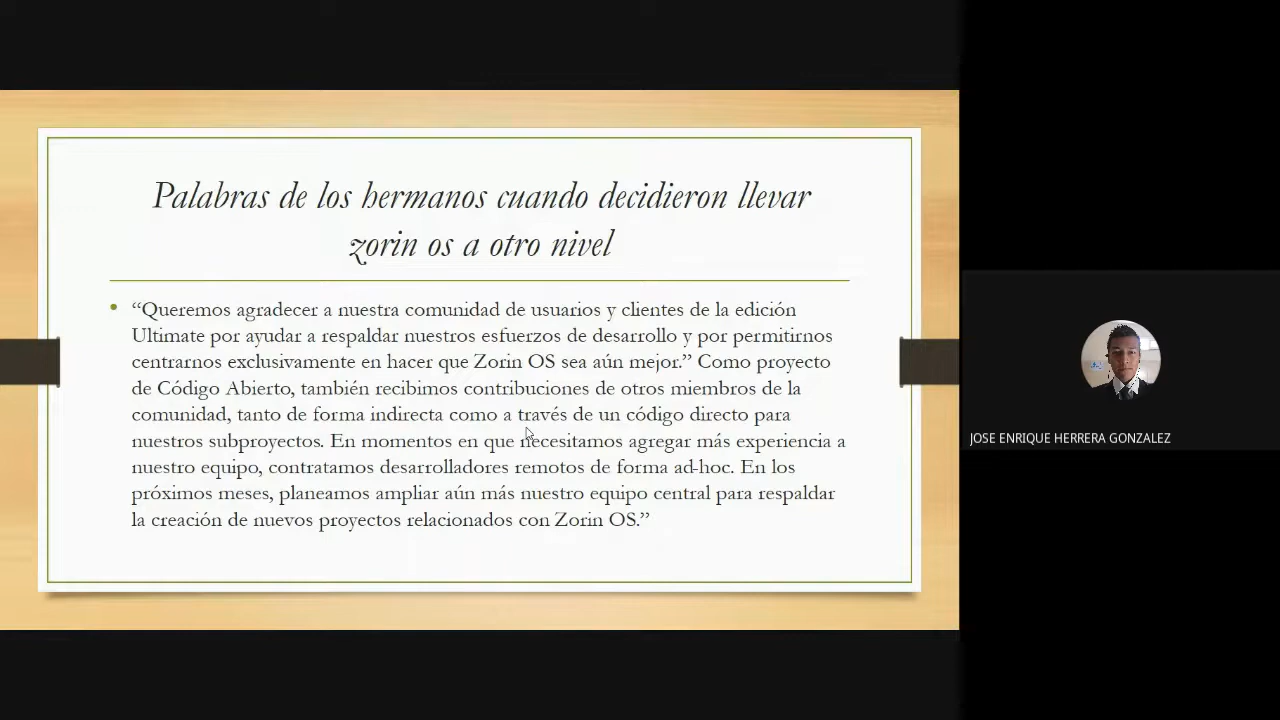 Palabras de los hermanos cuando decidieron llevar
zorin os a otro nivel
• “Queremos agradecer a nuestra comunidad de usuarios y clientes de la edición
Ultimate por ayudar a respaldar nuestros esfuerzos de desarrollo y por permitirnos
centrarnos exclusivamente en hacer que Zorin OS sea aún mejor.” Como proyecto
de Código Abierto, también recibimos contribuciones de otros miembros de la
comunidad, tanto de forma indirecta como a través de un código directo para
nuestros subproyectos. En momentos en que necesitamos agregar más experiencia a
nuestro equipo, contratamos desarrolladores remotos de forma ad-hoc. En los
próximos meses, planeamos ampliar aún más nuestro equipo central para respaldar
la creación de nuevos proyectos relacionados con Zorin OS.”
JOSE ENRIQUE HERRERA GONZALEZ